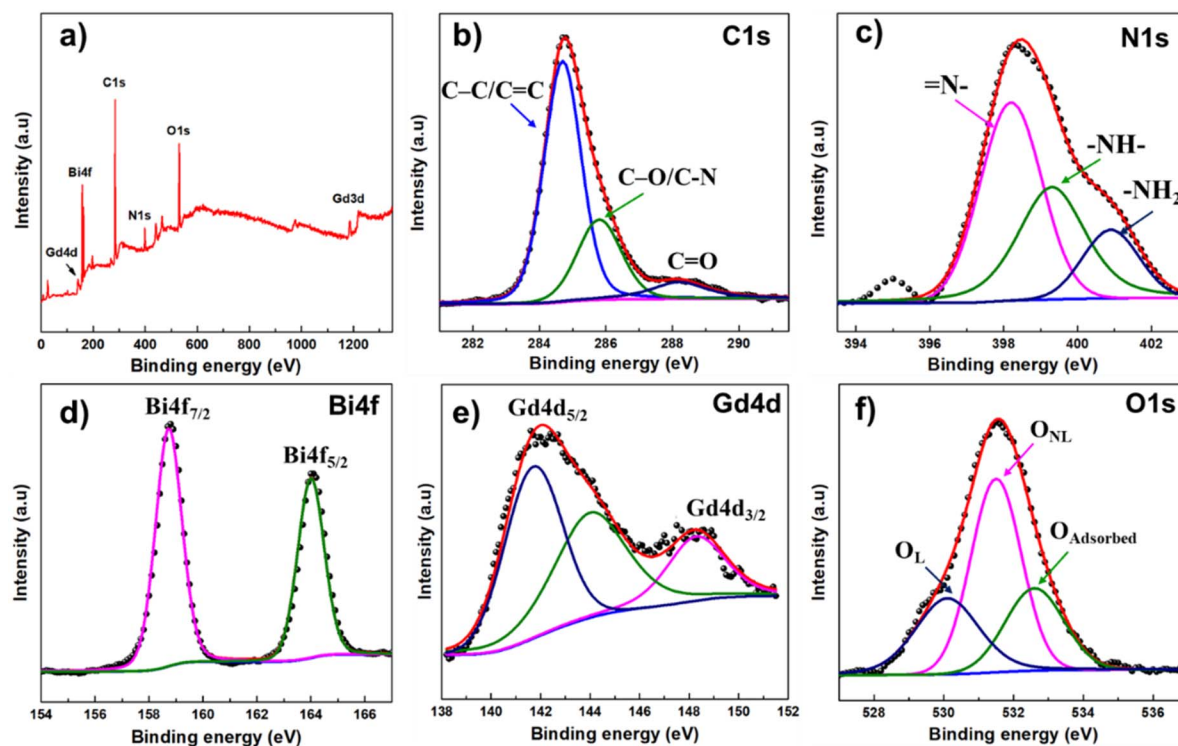 a)
C1s
O1s
Bi4f
N1s
Gd3d
Gd4d
Intensity (a.u)
0 200 400 600 800 1000 1200
Binding energy (eV)
b)
C1s
C–C/C=C
C–O/C-N
C=O
Intensity (a.u)
282 284 286 288 290
Binding energy (eV)
c)
N1s
=N-
-NH-
-NH2
Intensity (a.u)
394 396 398 400 402
Binding energy (eV)
d)
Bi4f
Bi4f7/2
Bi4f5/2
Intensity (a.u)
154 156 158 160 162 164 166
Binding energy (eV)
e)
Gd4d
Gd4d5/2
Gd4d3/2
Intensity (a.u)
138 140 142 144 146 148 150 152
Binding energy (eV)
f)
O1s
ONL
OL
OAdsorbed
Intensity (a.u)
528 530 532 534 536
Binding energy (eV)